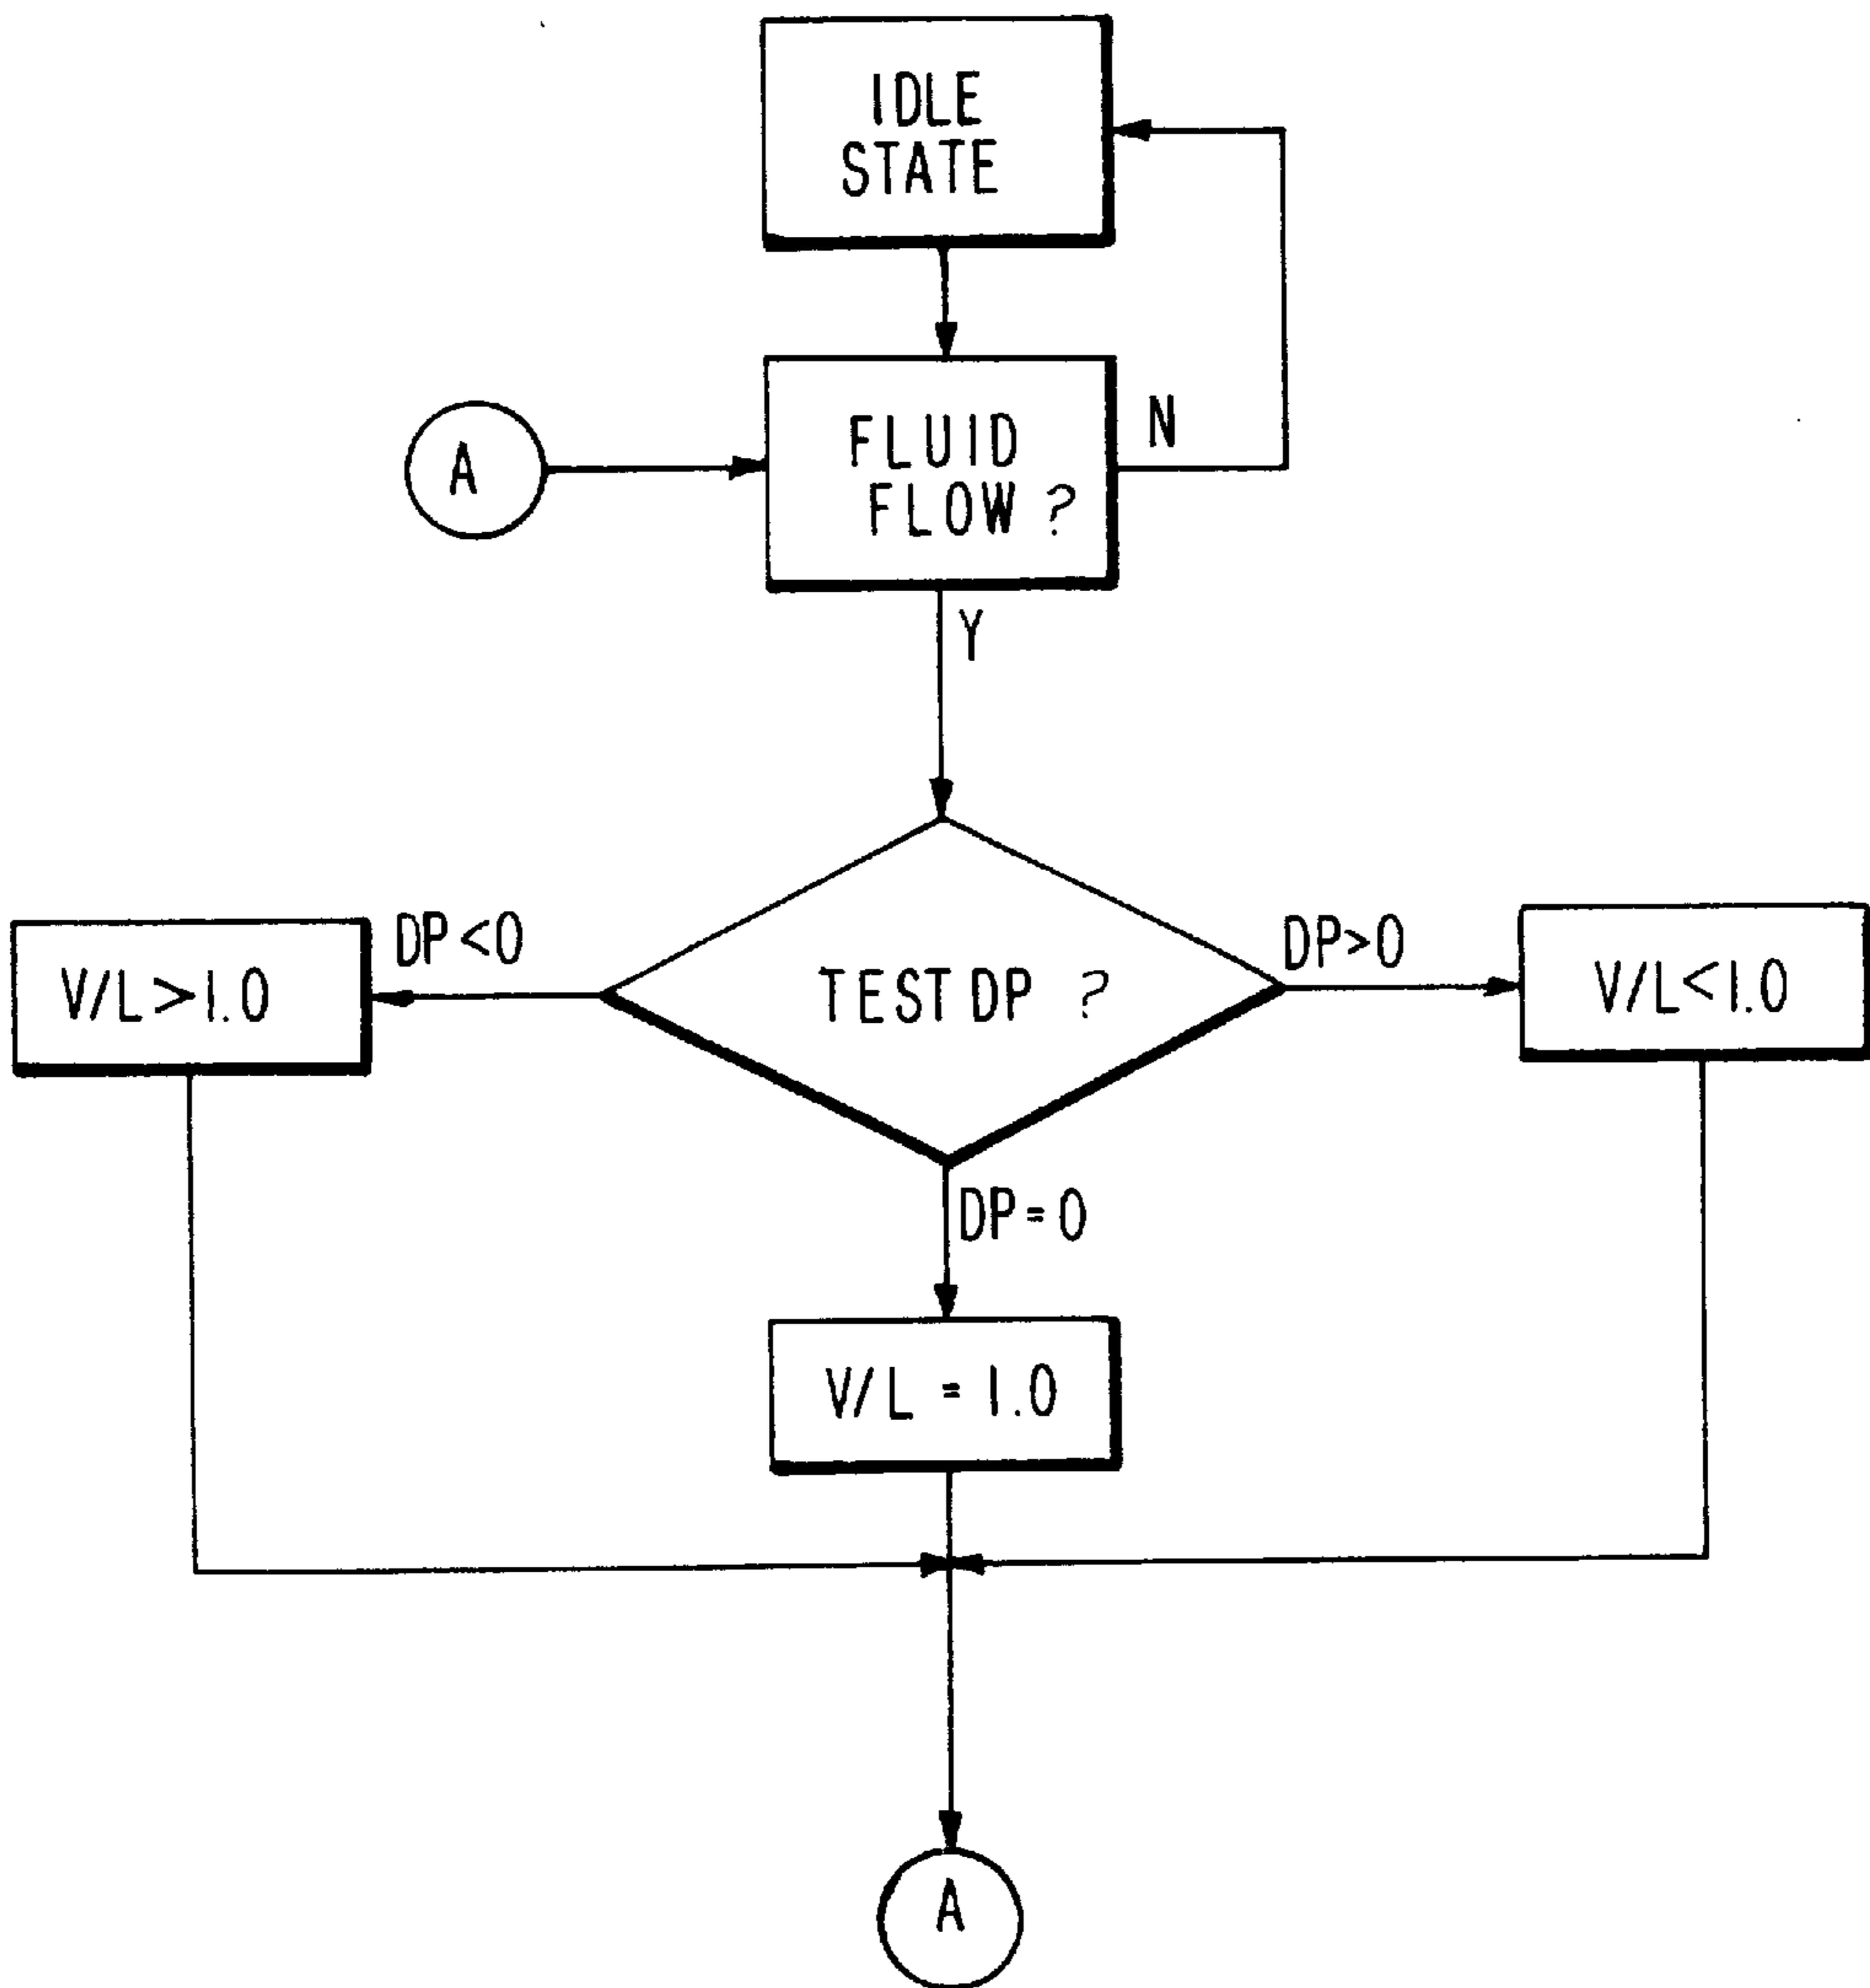 IDLE
STATE
A
FLUID
FLOW ?
N
Y
DP<0
DP>0
V/L>1.0
TEST DP ?
V/L<1.0
DP=0
V/L = 1.0
A